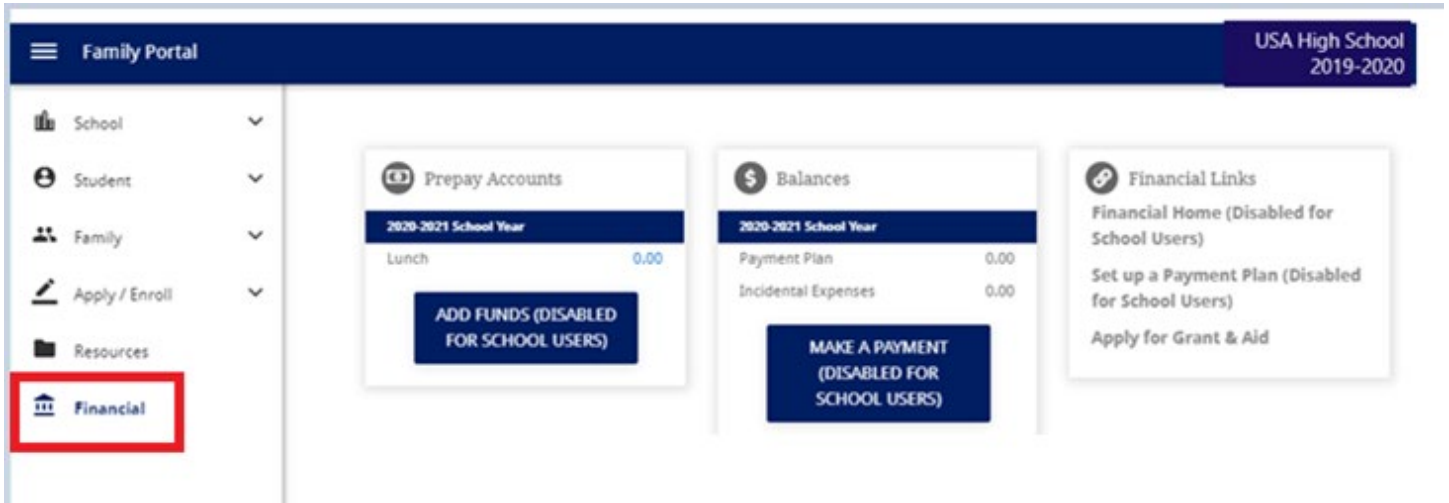 Family Portal
USA High School
2019-2020
School
Student
Family
Apply / Enroll
Resources
Financial
Prepay Accounts
2020-2021 School Year
Lunch 0.00
ADD FUNDS (DISABLED
FOR SCHOOL USERS)
Balances
2020-2021 School Year
Payment Plan 0.00
Incidental Expenses 0.00
MAKE A PAYMENT
(DISABLED FOR
SCHOOL USERS)
Financial Links
Financial Home (Disabled for
School Users)
Set up a Payment Plan (Disabled
for School Users)
Apply for Grant & Aid